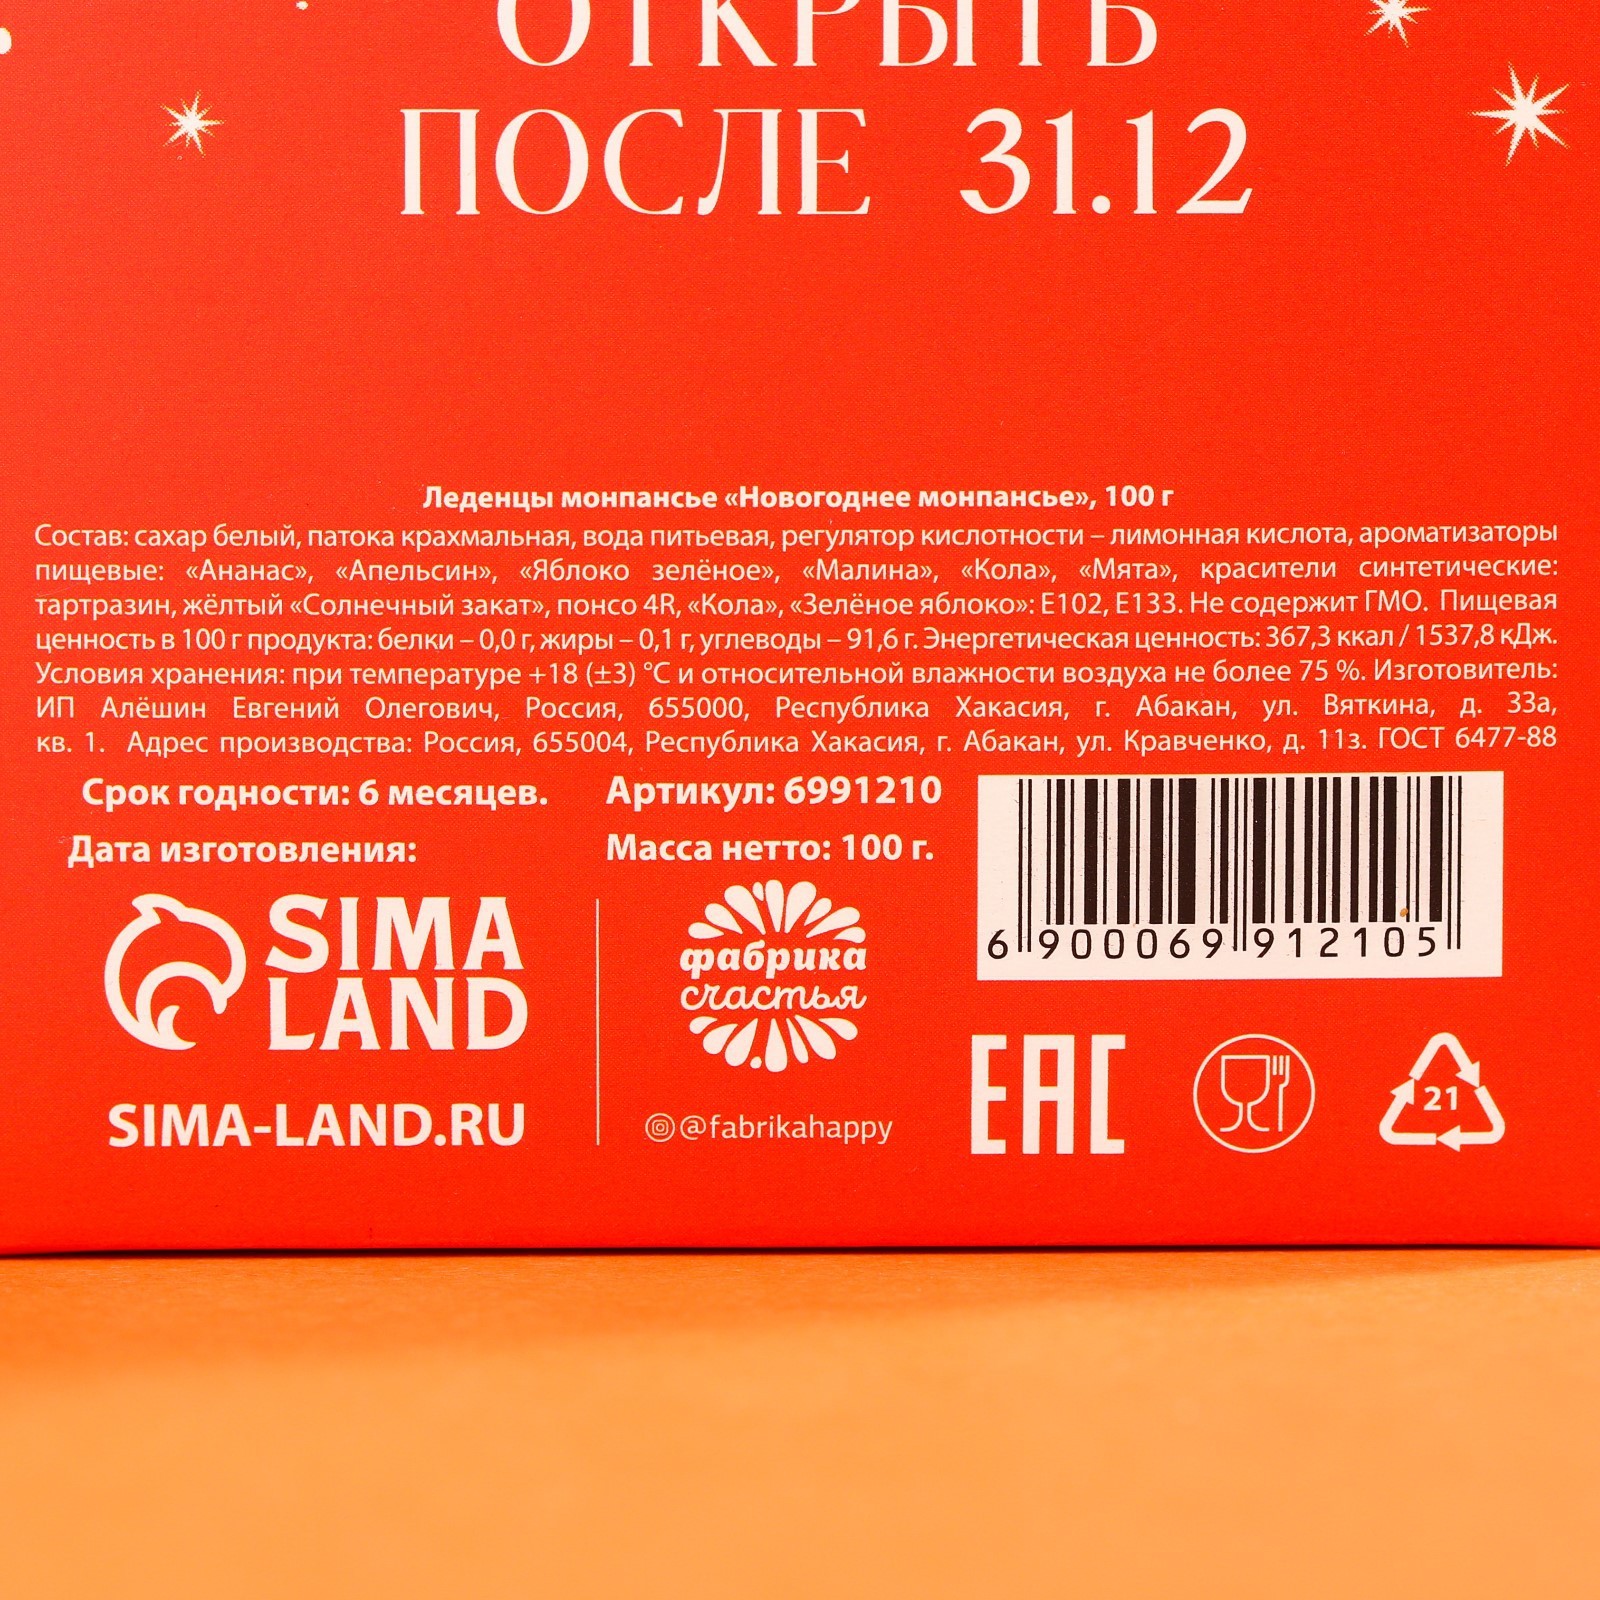 ОТКРЫТЬ
ПОСЛЕ 31.12
Леденцы монпансье «Новогоднее монпансье», 100 г
Состав: сахар белый, патока крахмальная, вода питьевая, регулятор кислотности – лимонная кислота, ароматизаторы
пищевые: «Ананас», «Апельсин», «Яблоко зелёное», «Малина», «Кола», «Мята», красители синтетические:
тартразин, жёлтый «Солнечный закат», понсо 4R, «Кола», «Зелёное яблоко»: Е102, Е133. Не содержит ГМО. Пищевая
ценность в 100 г продукта: белки – 0,0 г, жиры – 0,1 г, углеводы – 91,6 г. Энергетическая ценность: 367,3 ккал / 1537,8 кДж.
Условия хранения: при температуре +18 (±3) °С и относительной влажности воздуха не более 75 %. Изготовитель:
ИП Алёшин Евгений Олегович, Россия, 655000, Республика Хакасия, г. Абакан, ул. Вяткина, д. 33а,
кв. 1. Адрес производства: Россия, 655004, Республика Хакасия, г. Абакан, ул. Кравченко, д. 11з. ГОСТ 6477-88
Срок годности: 6 месяцев.
Дата изготовления:
Артикул: 6991210
Масса нетто: 100 г.
6 900069 912105
SIMA
LAND
SIMA-LAND.RU
фабрика
счастья
@fabrikahappy
EAC
21